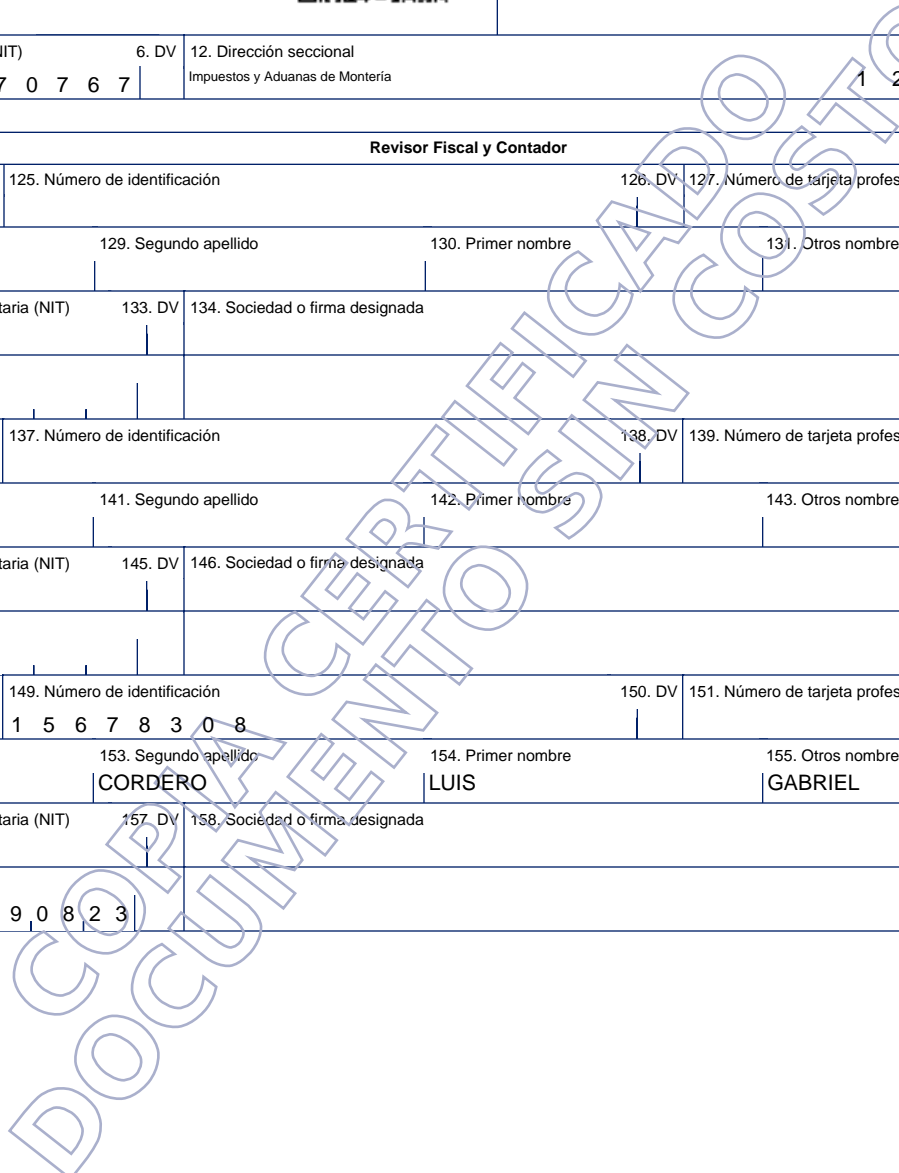 NIT) 6. DV 12. Dirección seccional
7 0 7 6 7 Impuestos y Aduanas de Montería 1 2
Revisor Fiscal y Contador
125. Número de identificación 126. DV 127. Número de tarjeta profes
129. Segundo apellido 130. Primer nombre 131. Otros nombre
taria (NIT) 133. DV 134. Sociedad o firma designada
137. Número de identificación 138. DV 139. Número de tarjeta profes
141. Segundo apellido 142. Primer nombre 143. Otros nombre
taria (NIT) 145. DV 146. Sociedad o firma designada
149. Número de identificación 150. DV 151. Número de tarjeta profes
1 5 6 7 8 3 0 8
153. Segundo apellido 154. Primer nombre 155. Otros nombre
CORDERO LUIS GABRIEL
taria (NIT) 157. DV 158. Sociedad o firma designada
9 0 8 2 3
COPIA CERTIFICADO
DOCUMENTO SIN COSTO